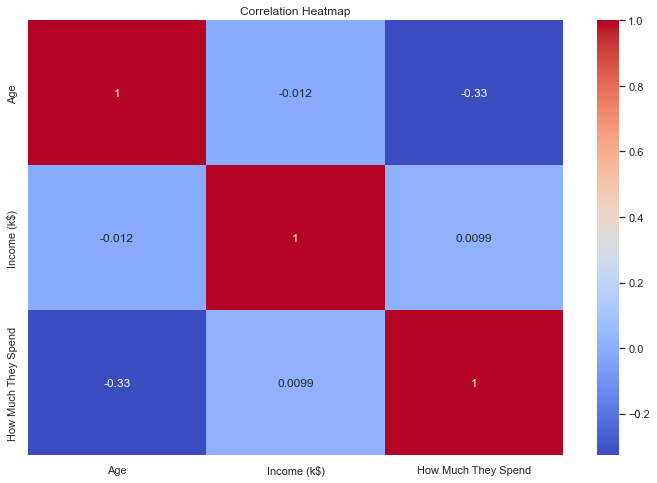 Correlation Heatmap
Age
1
-0.012
-0.33
Income (k$)
-0.012
1
0.0099
How Much They Spend
-0.33
0.0099
1
Age
Income (k$)
How Much They Spend
1.0
0.8
0.6
0.4
0.2
0.0
−0.2